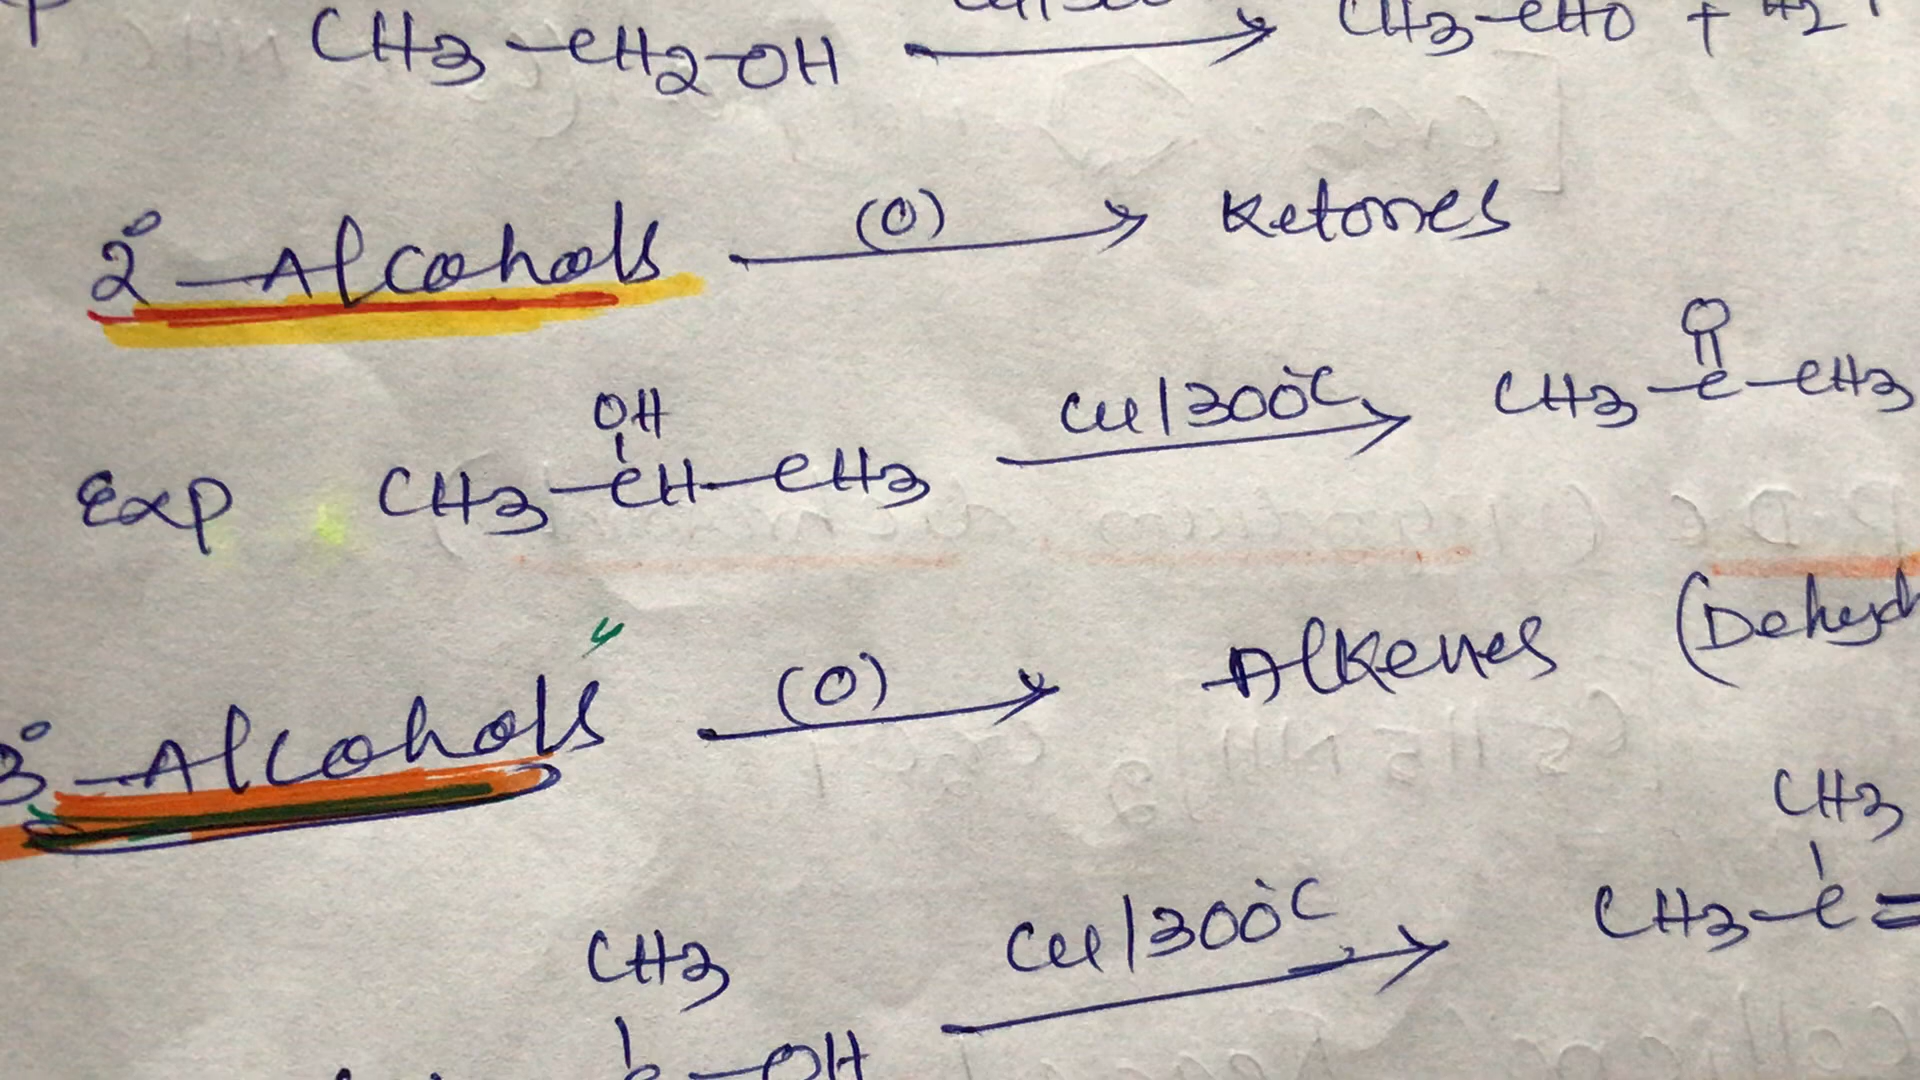 CH3-CH2-OH → CH3-CHO + H2
2°-Alcohols (O)→ Ketones
OH O
Exp CH3-CH-CH3 Cu/300°C→ CH3-C-CH3
3°-Alcohols (O)→ Alkenes (Dehyd
CH3
CH3 Cu/300°C→ CH3-C=
C-OH